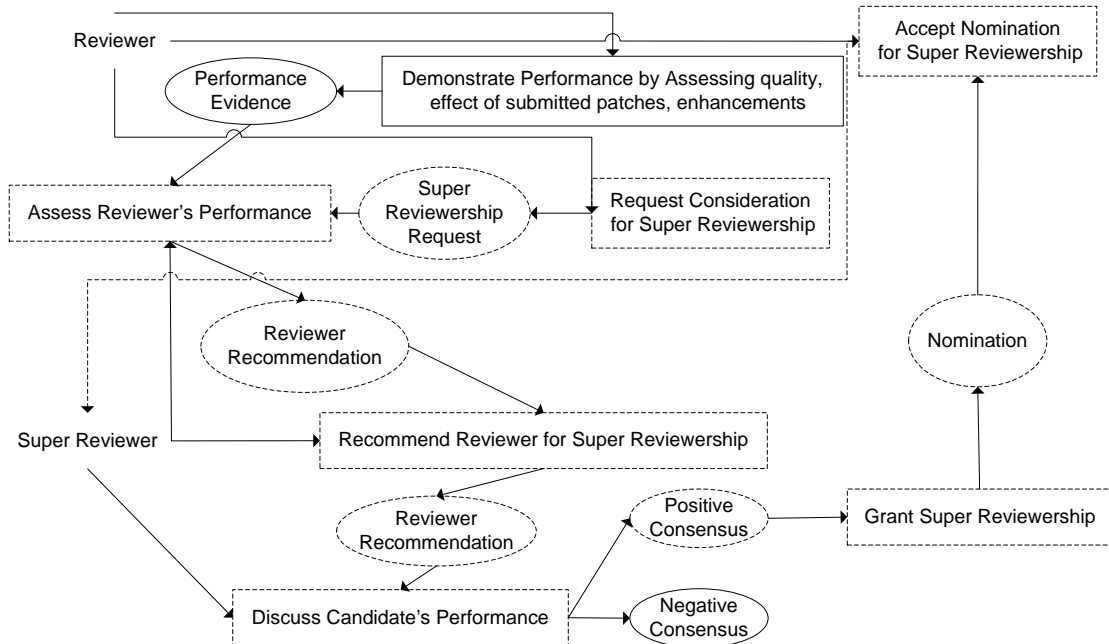 Reviewer
Accept Nomination
for Super Reviewership
Performance
Evidence
Demonstrate Performance by Assessing quality,
effect of submitted patches, enhancements
Assess Reviewer's Performance
Super
Reviewership
Request
Request Consideration
for Super Reviewership
Reviewer
Recommendation
Nomination
Super Reviewer
Recommend Reviewer for Super Reviewership
Reviewer
Recommendation
Positive
Consensus
Grant Super Reviewership
Discuss Candidate's Performance
Negative
Consensus